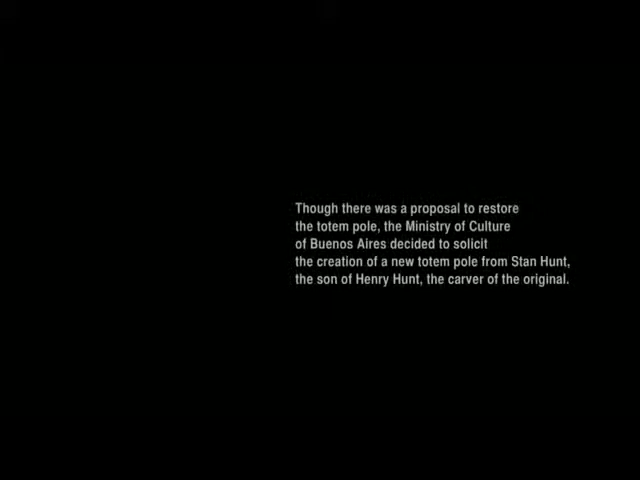 Though there was a proposal to restore
the totem pole, the Ministry of Culture
of Buenos Aires decided to solicit
the creation of a new totem pole from Stan Hunt,
the son of Henry Hunt, the carver of the original.